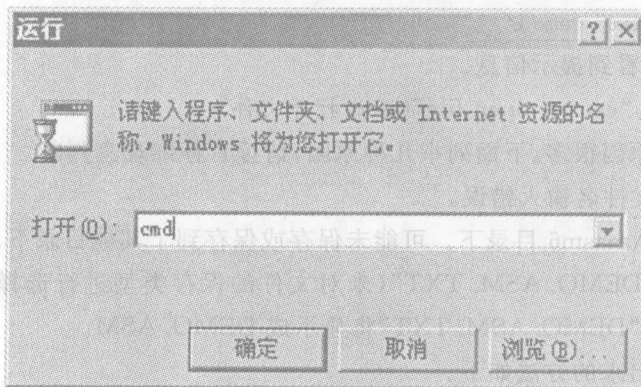 运行
请键入程序、文件夹、文档或 Internet 资源的名
称，Windows 将为您打开它。
打开(O): cmd
确定 取消 浏览(B)...